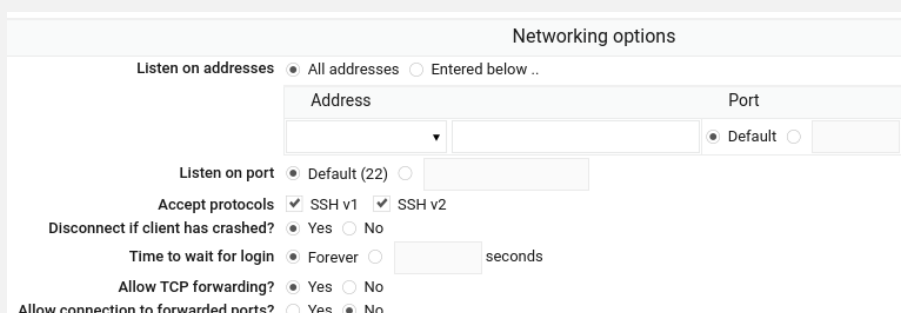 Networking options
Listen on addresses All addresses Entered below ..
Address Port
Default
Listen on port Default (22)
Accept protocols SSH v1 SSH v2
Disconnect if client has crashed? Yes No
Time to wait for login Forever seconds
Allow TCP forwarding? Yes No
Allow connection to forwarded ports? Yes No